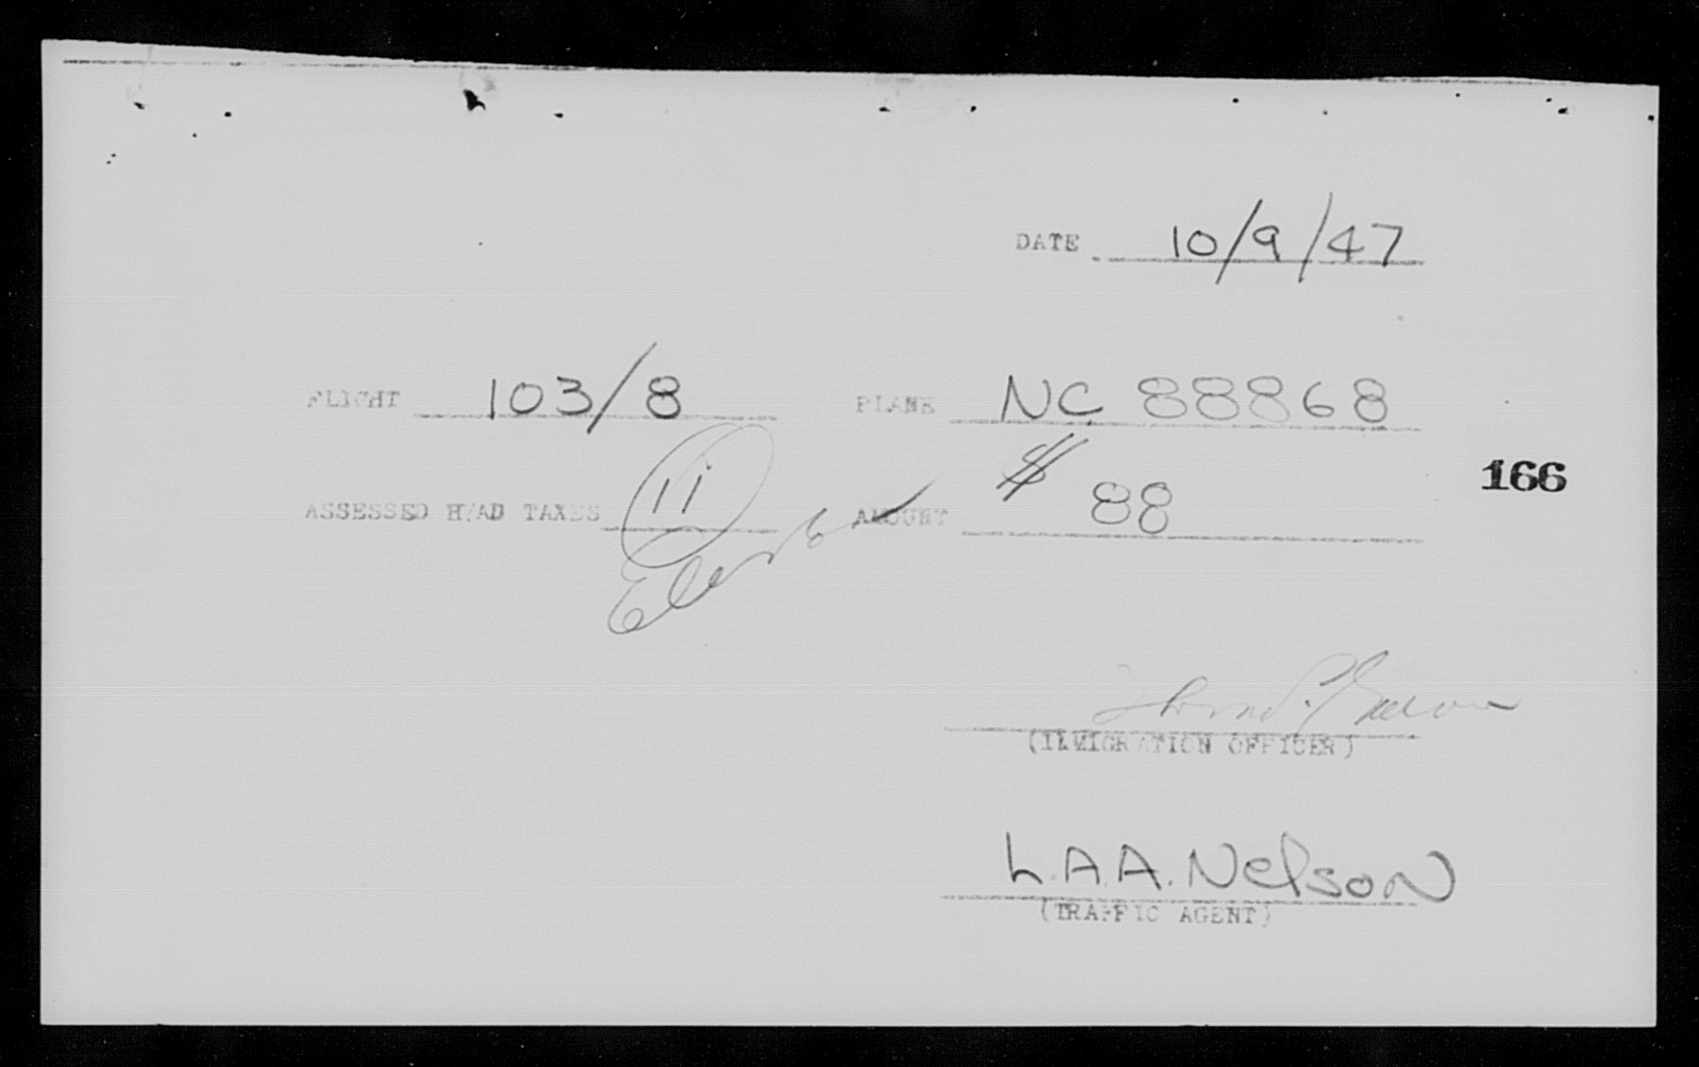 DATE 10/9/47
FLIGHT 103/8 PLANE NC 88868
166
ASSESSED HEAD TAXES 11 AMOUNT $ 88
(IMMIGRATION OFFICER)
L.A.A. Nelson
(TRAFFIC AGENT)